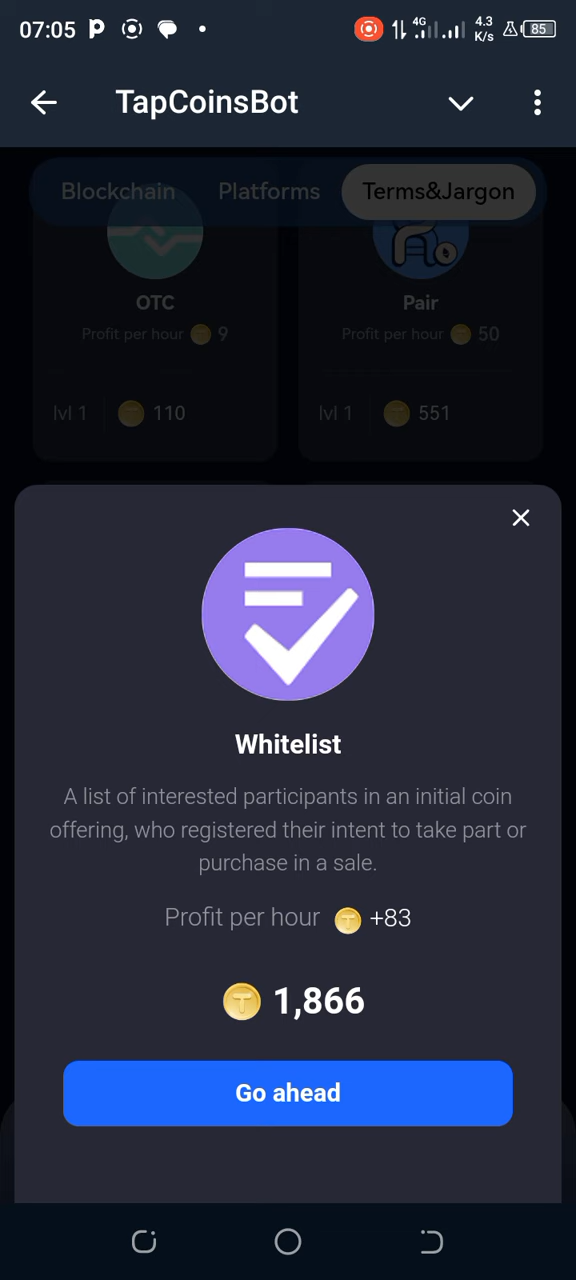 07:05
4G
4.3
K/s
85
TapCoinsBot
Blockchain Platforms Terms&Jargon
OTC
Profit per hour 9
lvl 1 110
Pair
Profit per hour 50
lvl 1 551
Whitelist
A list of interested participants in an initial coin
offering, who registered their intent to take part or
purchase in a sale.
Profit per hour +83
1,866
Go ahead